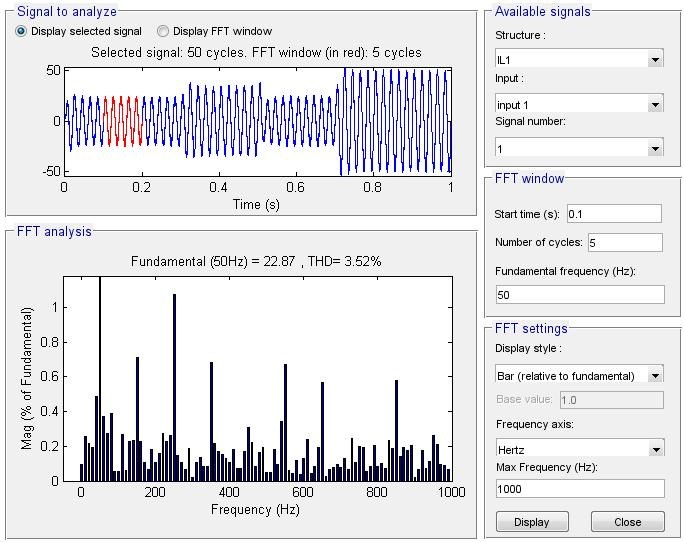 Signal to analyze
Display selected signal
Display FFT window
Selected signal: 50 cycles. FFT window (in red): 5 cycles
50
0
-50
0
0.2
0.4
0.6
0.8
1
Time (s)
FFT analysis
Fundamental (50Hz) = 22.87 , THD= 3.52%
Mag (% of Fundamental)
1
0.8
0.6
0.4
0.2
0
0
200
400
600
800
1000
Frequency (Hz)
Available signals
Structure :
IL1
Input :
input 1
Signal number:
1
FFT window
Start time (s): 0.1
Number of cycles: 5
Fundamental frequency (Hz):
50
FFT settings
Display style :
Bar (relative to fundamental)
Base value: 1.0
Frequency axis:
Hertz
Max Frequency (Hz):
1000
Display
Close